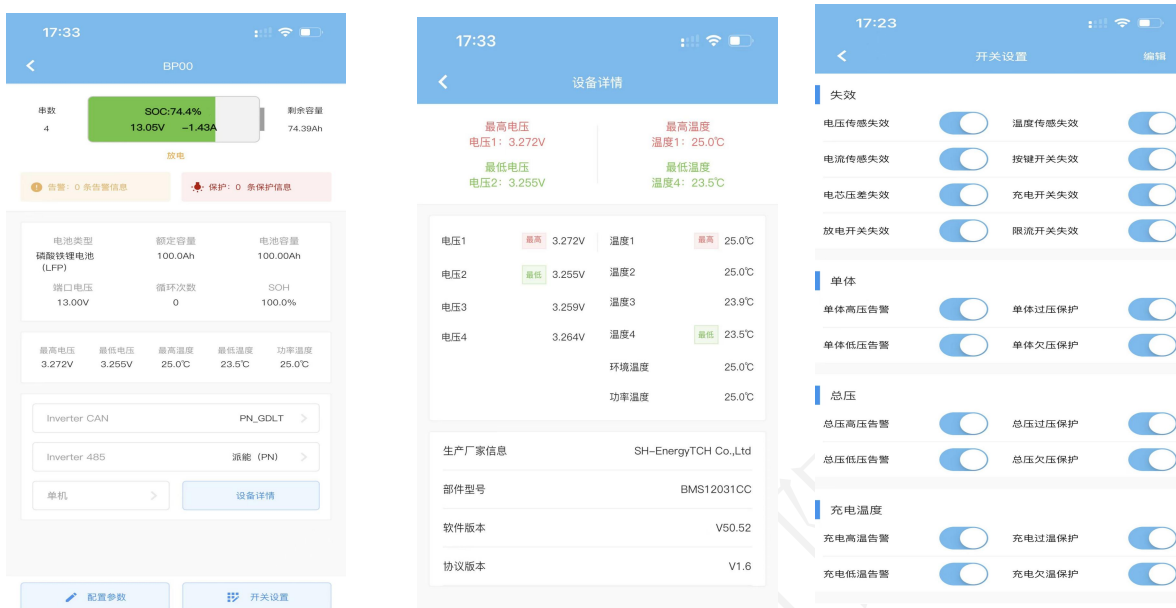 17:33
BP00
串数
4
SOC:74.4%
13.05V -1.43A
剩余容量
74.39Ah
放电
告警：0 条告警信息
保护：0 条保护信息
电池类型 额定容量 电池容量
磷酸铁锂电池 100.0Ah 100.00Ah
(LFP)
端口电压 循环次数 SOH
13.00V 0 100.0%
最高电压 最低电压 最高温度 最低温度 功率温度
3.272V 3.255V 25.0℃ 23.5℃ 25.0℃
Inverter CAN PN_GDLT
Inverter 485 派能（PN）
单机 设备详情
配置参数 开关设置
17:33
设备详情
最高电压 最高温度
电压1：3.272V 温度1：25.0℃
最低电压 最低温度
电压2：3.255V 温度4：23.5℃
电压1 最高 3.272V 温度1 最高 25.0℃
电压2 最低 3.255V 温度2 25.0℃
电压3 3.259V 温度3 23.9℃
电压4 3.264V 温度4 最低 23.5℃
环境温度 25.0℃
功率温度 25.0℃
生产厂家信息 SH-EnergyTCH Co.,Ltd
部件型号 BMS12031CC
软件版本 V50.52
协议版本 V1.6
17:23
开关设置 编辑
失效
电压传感失效 温度传感失效
电流传感失效 按键开关失效
电芯压差失效 充电开关失效
放电开关失效 限流开关失效
单体
单体高压告警 单体过压保护
单体低压告警 单体欠压保护
总压
总压高压告警 总压过压保护
总压低压告警 总压欠压保护
充电温度
充电高温告警 充电过温保护
充电低温告警 充电欠温保护